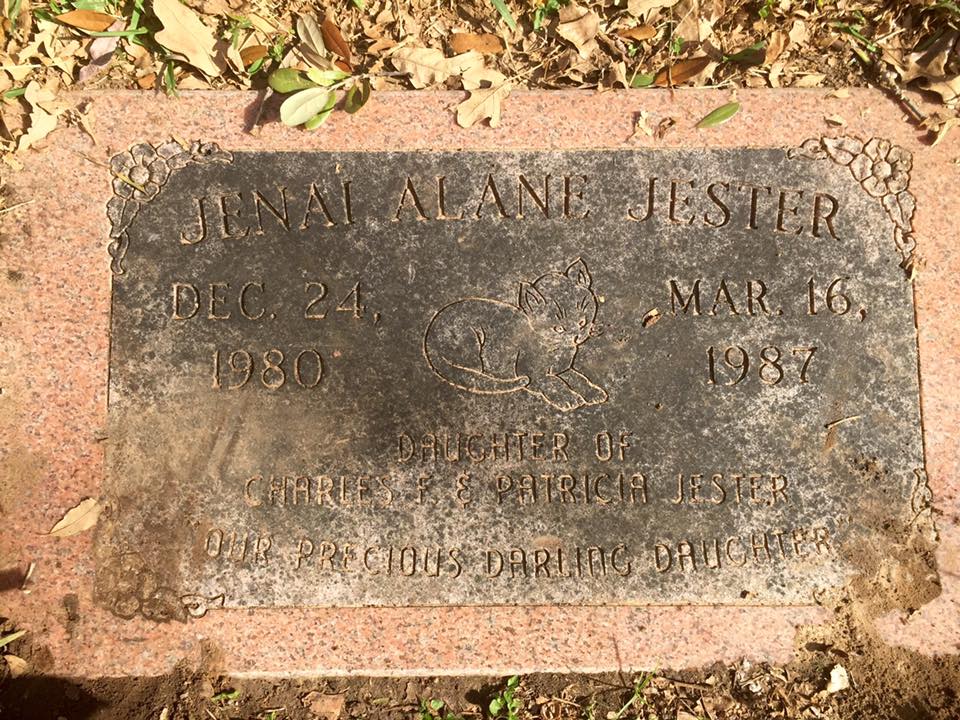 JENAI ALANE JESTER
DEC. 24, MAR. 16,
1980 1987
DAUGHTER OF
CHARLES F. & PATRICIA JESTER
"OUR PRECIOUS DARLING DAUGHTER"